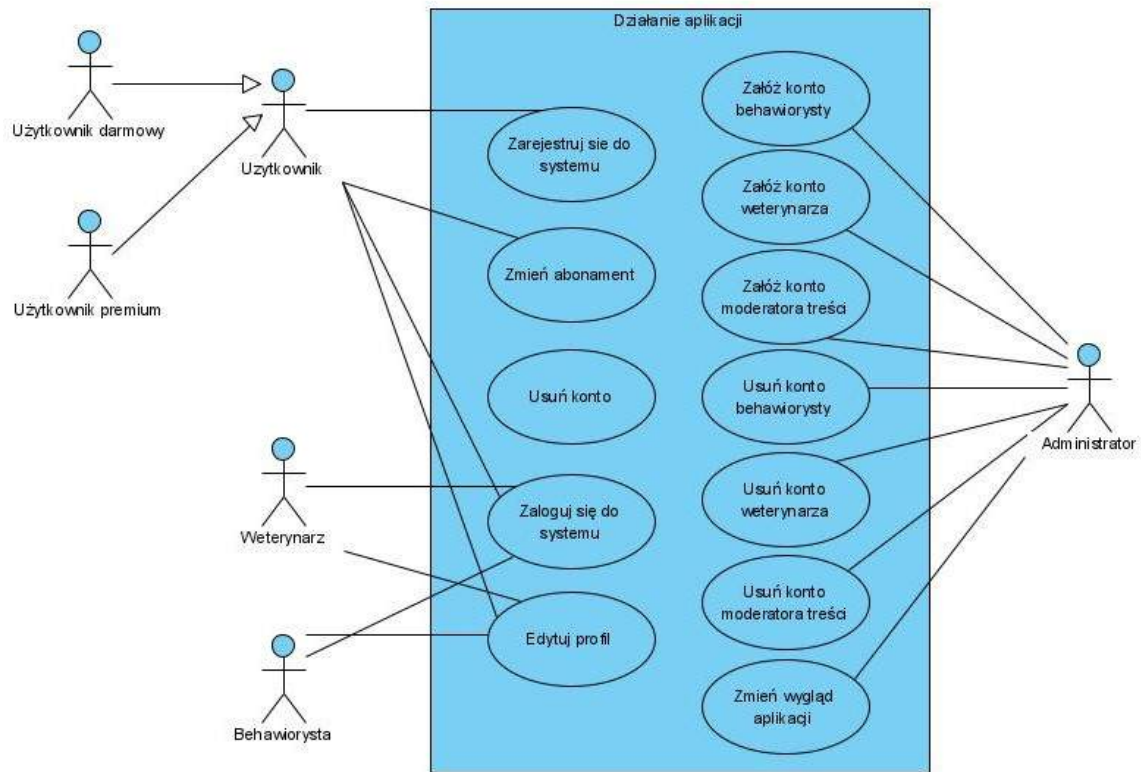 Działanie aplikacji
Użytkownik darmowy
Uzytkownik
Użytkownik premium
Weterynarz
Behawiorysta
Zarejestruj sie do
systemu
Zmień abonament
Usuń konto
Zaloguj się do
systemu
Edytuj profil
Załóż konto
behawiorysty
Załóż konto
weterynarza
Załóż konto
moderatora treści
Usuń konto
behawiorysty
Usuń konto
weterynarza
Usuń konto
moderatora treści
Zmień wygląd
aplikacji
Administrator